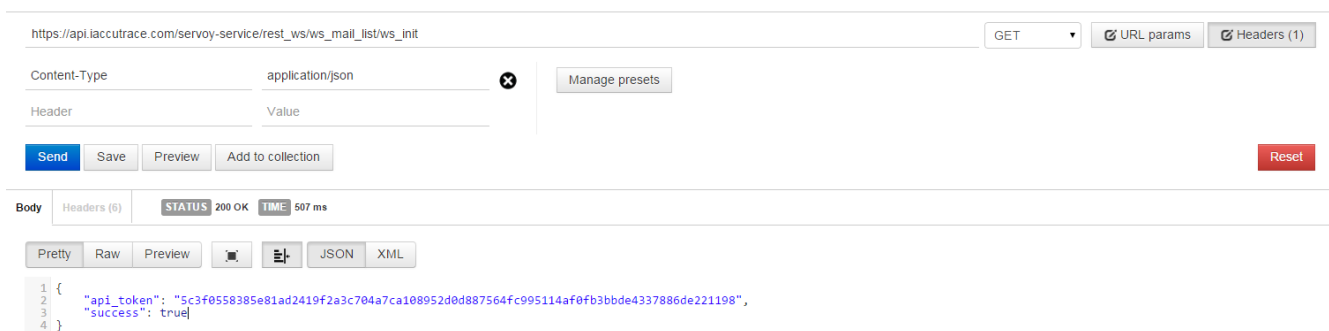 https://api.iaccutrace.com/servoy-service/rest_ws/ws_mail_list/ws_init GET URL params Headers (1)
Content-Type application/json Manage presets
Header Value
Send Save Preview Add to collection Reset
Body Headers (6) STATUS 200 OK TIME 507 ms
Pretty Raw Preview JSON XML
1 {
2 "api_token": "5c3f0558385e81ad2419f2a3c704a7ca108952d0d887564fc995114af0fb3bbde4337886de221198",
3 "success": true
4 }